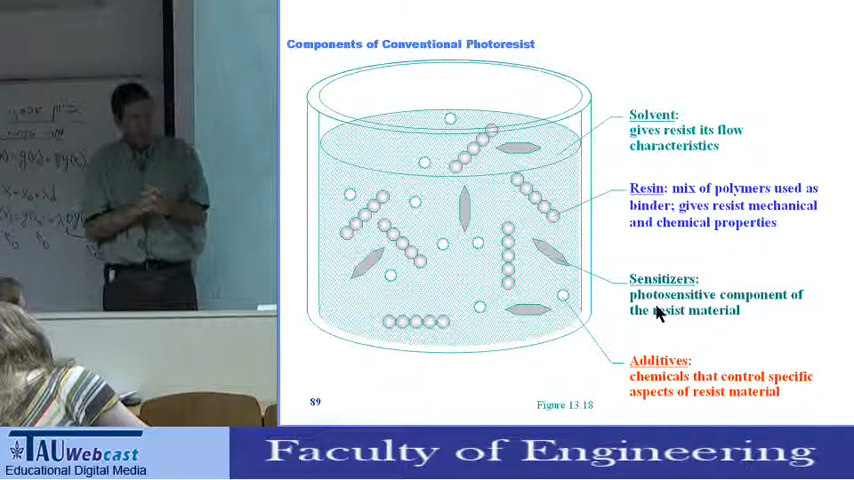 Components of Conventional Photoresist
Solvent:
gives resist its flow
characteristics
Resin: mix of polymers used as
binder; gives resist mechanical
and chemical properties
Sensitizers:
photosensitive component of
the resist material
Additives:
chemicals that control specific
aspects of resist material
89
Figure 13.18
TAU Webcast
Educational Digital Media
Faculty of Engineering